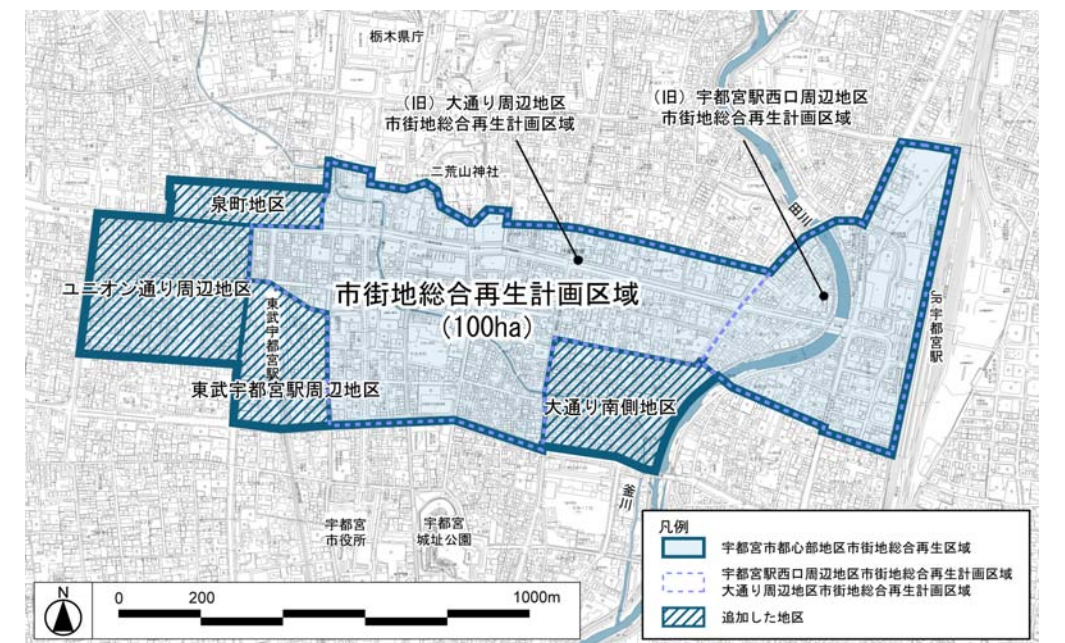 栃木県庁
（旧）大通り周辺地区
市街地総合再生計画区域
（旧）宇都宮駅西口周辺地区
市街地総合再生計画区域
二荒山神社
泉町地区
田川
ユニオン通り周辺地区
市街地総合再生計画区域
（100ha）
東武宇都宮駅
JR宇都宮駅
東武宇都宮駅周辺地区
大通り南側地区
釜川
宇都宮
市役所
宇都宮
城址公園
凡例
宇都宮市都心部地区市街地総合再生区域
宇都宮駅西口周辺地区市街地総合再生計画区域
大通り周辺地区市街地総合再生計画区域
追加した地区
N
0 200 1000m